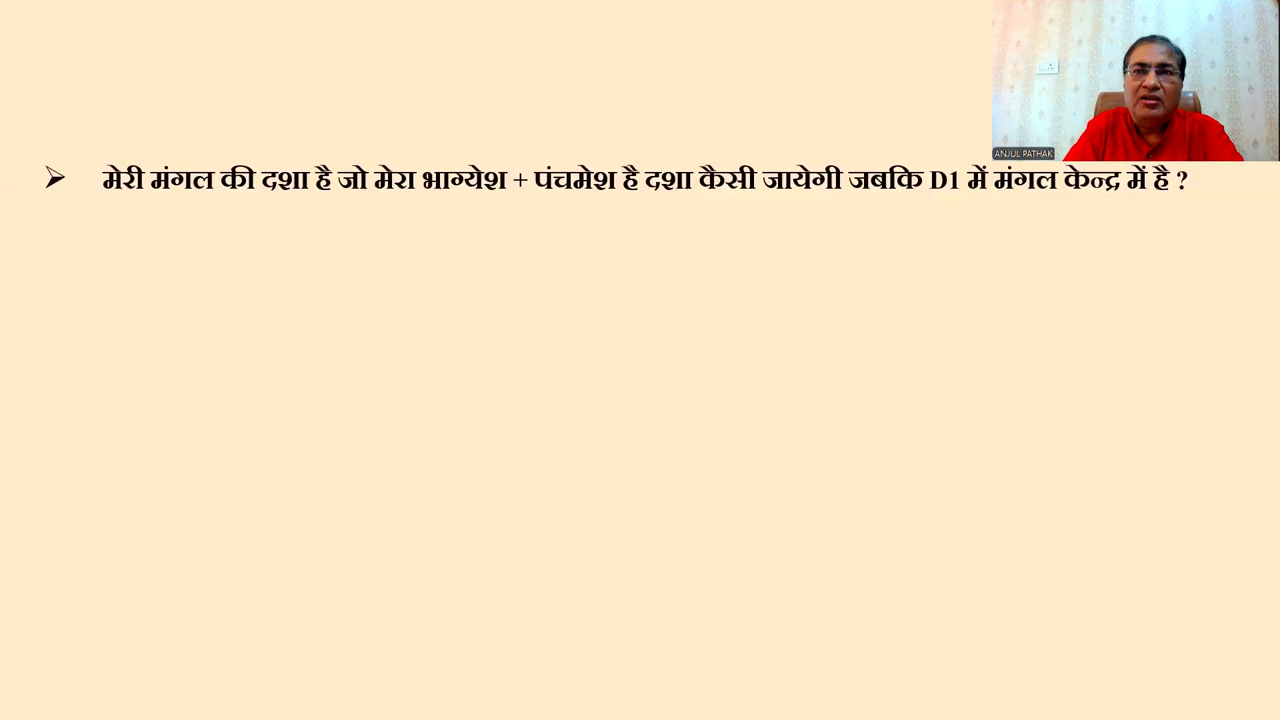 ANJUL PATHAK
➢ मेरी मंगल की दशा है जो मेरा भाग्येश + पंचमेश है दशा कैसी जायेगी जबकि D1 में मंगल केन्द्र में है ?